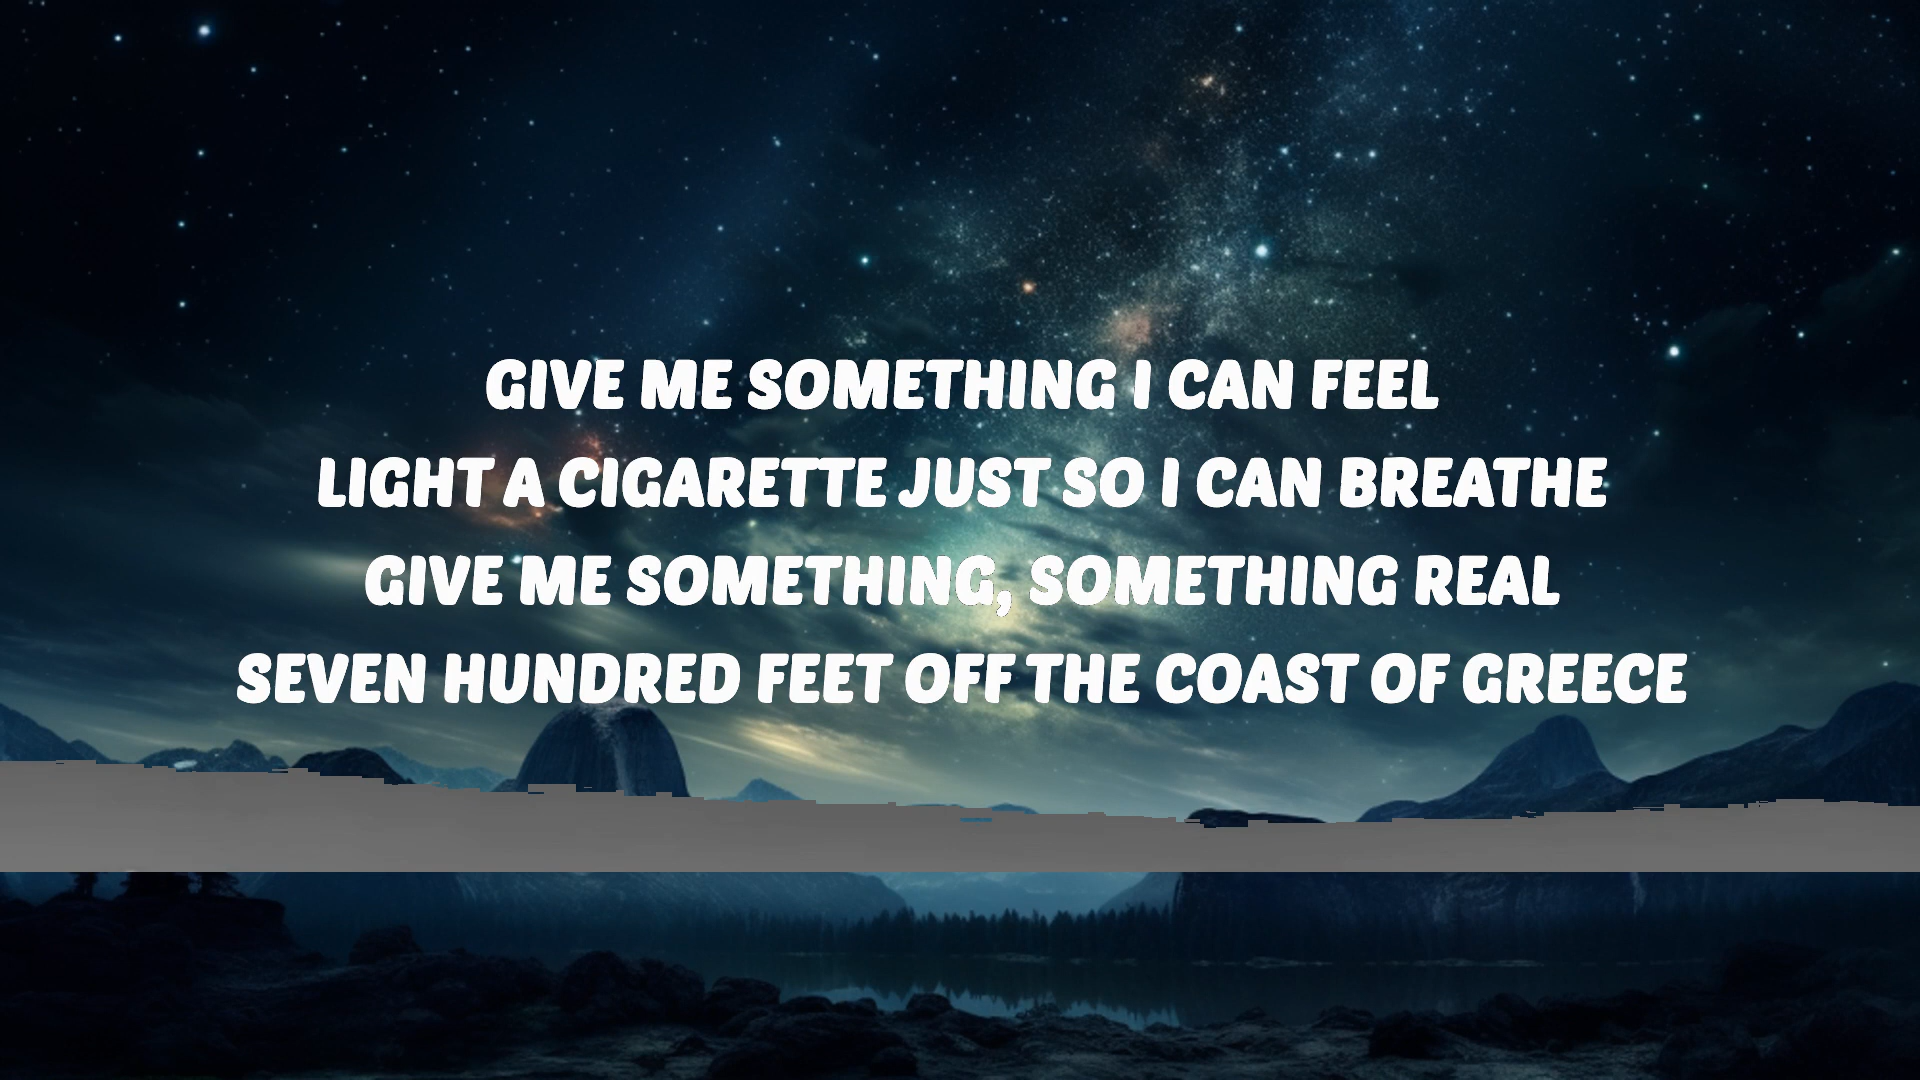 GIVE ME SOMETHING I CAN FEEL
LIGHT A CIGARETTE JUST SO I CAN BREATHE
GIVE ME SOMETHING, SOMETHING REAL
SEVEN HUNDRED FEET OFF THE COAST OF GREECE